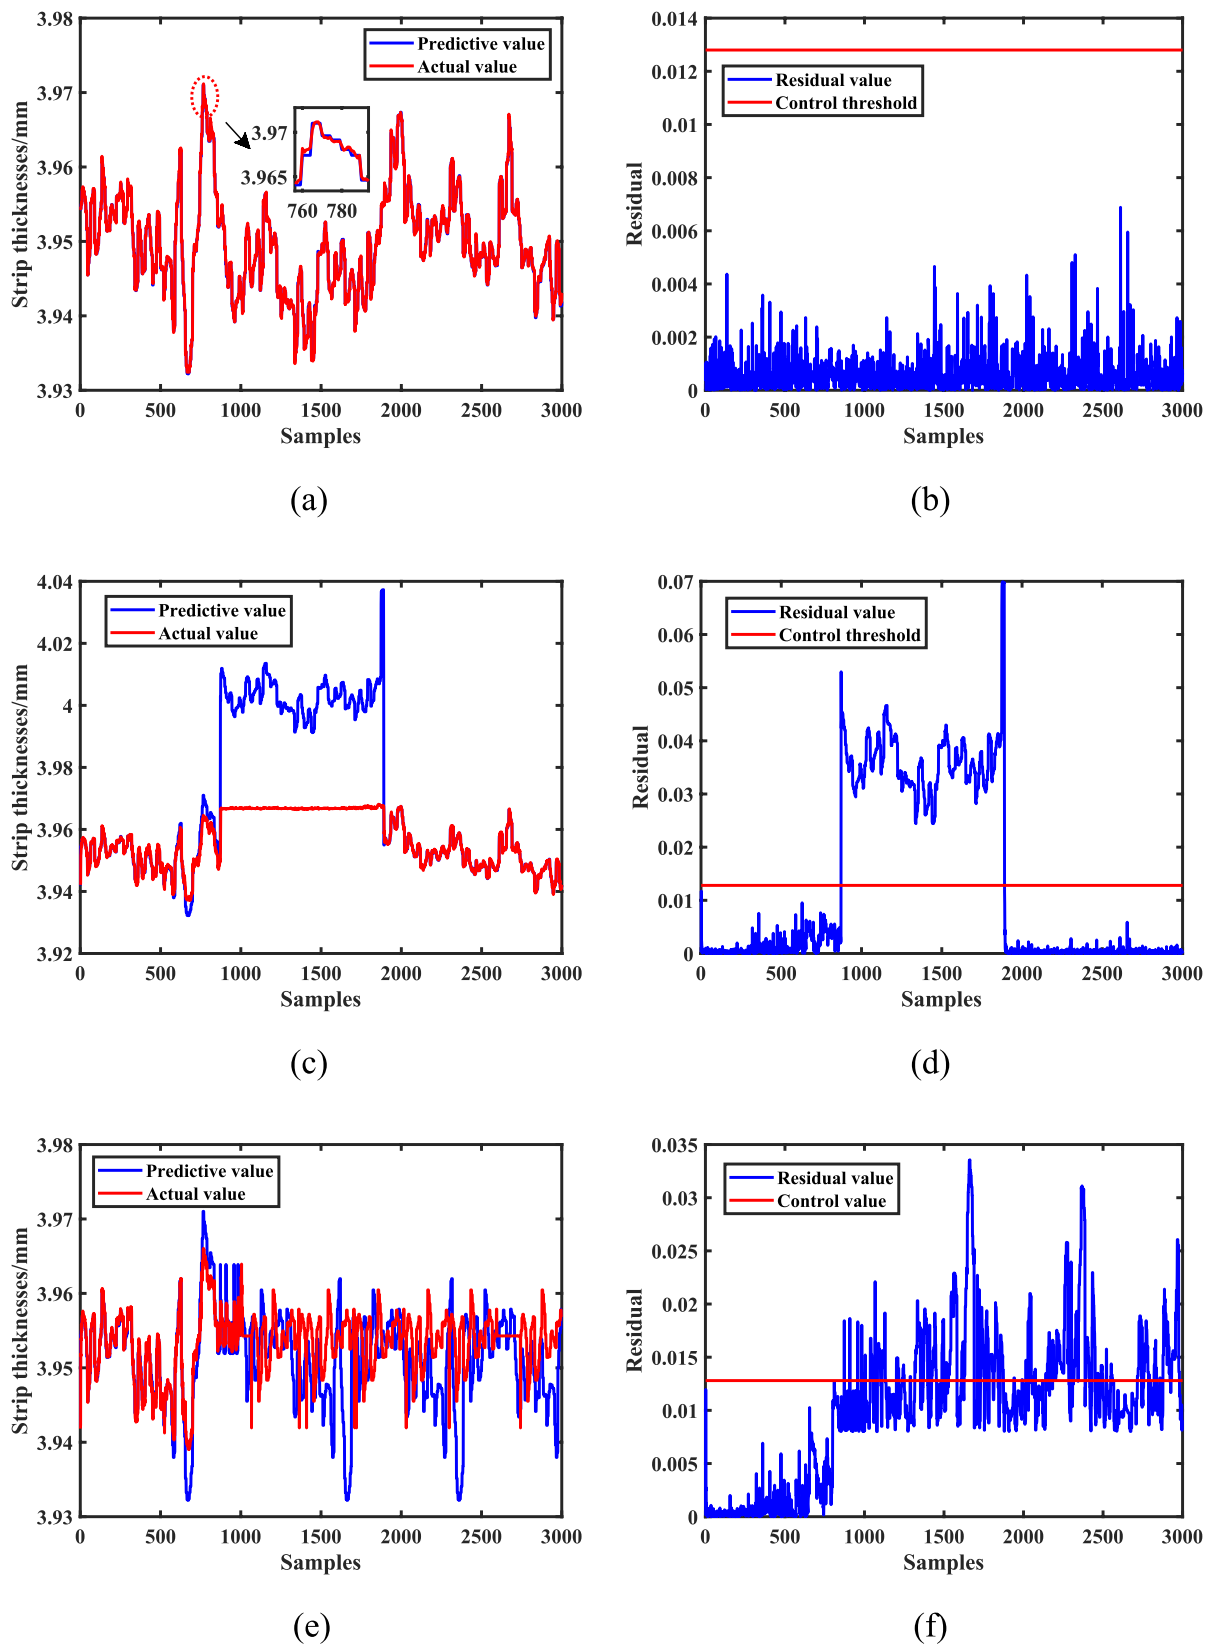 3.98
3.97
3.96
3.95
3.94
3.93
Strip thicknesses/mm
Predictive value
Actual value
3.97
3.965
760 780
0 500 1000 1500 2000 2500 3000
Samples
(a)
0.014
0.012
0.01
0.008
0.006
0.004
0.002
0
Residual
Residual value
Control threshold
0 500 1000 1500 2000 2500 3000
Samples
(b)
4.04
4.02
4
3.98
3.96
3.94
3.92
Strip thicknesses/mm
Predictive value
Actual value
0 500 1000 1500 2000 2500 3000
Samples
(c)
0.07
0.06
0.05
0.04
0.03
0.02
0.01
0
Residual
Residual value
Control threshold
0 500 1000 1500 2000 2500 3000
Samples
(d)
3.98
3.97
3.96
3.95
3.94
3.93
Strip thicknesses/mm
Predictive value
Actual value
0 500 1000 1500 2000 2500 3000
Samples
(e)
0.035
0.03
0.025
0.02
0.015
0.01
0.005
0
Residual
Residual value
Control value
0 500 1000 1500 2000 2500 3000
Samples
(f)